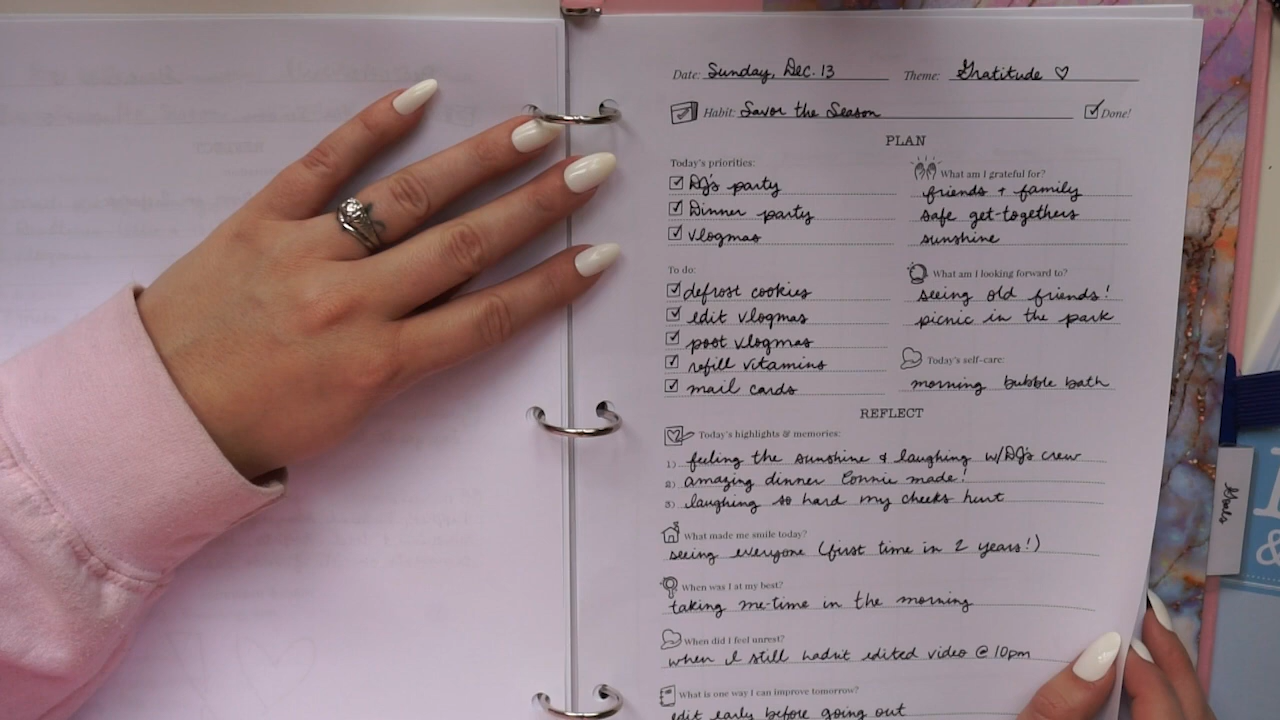 Date: Sunday, Dec. 13 Theme: Gratitude ♡
Habit: Savor the Season ☑ Done!
PLAN
Today's priorities:
☑ DJ's party
☑ Dinner party
☑ vlogmas
What am I grateful for?
friends + family
safe get-togethers
sunshine
To do:
☑ defrost cookies
☑ edit vlogmas
☑ post vlogmas
☑ refill vitamins
☑ mail cards
What am I looking forward to?
seeing old friends!
picnic in the park
Today's self-care:
morning bubble bath
REFLECT
Today's highlights & memories:
1) feeling the sunshine & laughing w/DJ's crew
2) amazing dinner Connie made!
3) laughing so hard my cheeks hurt
What made me smile today?
seeing everyone (first time in 2 years!)
When was I at my best?
taking me-time in the morning
When did I feel unrest?
when I still hadn't edited video @ 10pm
What is one way I can improve tomorrow?
edit early before going out
Goals
&